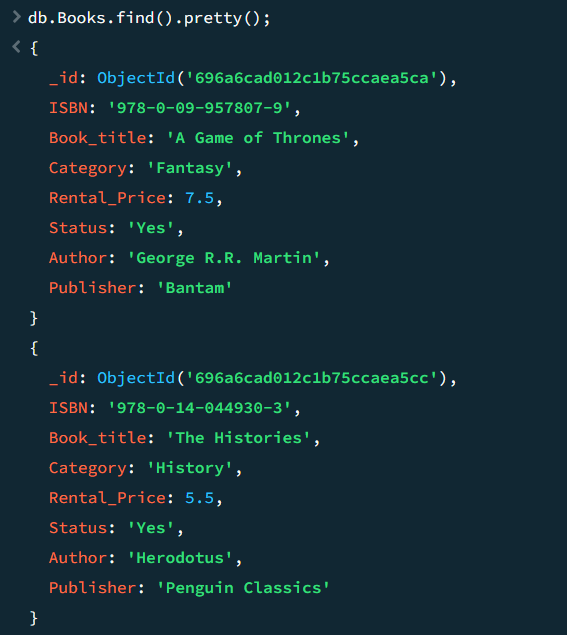 > db.Books.find().pretty();
< {
_id: ObjectId('696a6cad012c1b75ccaea5ca'),
ISBN: '978-0-09-957807-9',
Book_title: 'A Game of Thrones',
Category: 'Fantasy',
Rental_Price: 7.5,
Status: 'Yes',
Author: 'George R.R. Martin',
Publisher: 'Bantam'
}
{
_id: ObjectId('696a6cad012c1b75ccaea5cc'),
ISBN: '978-0-14-044930-3',
Book_title: 'The Histories',
Category: 'History',
Rental_Price: 5.5,
Status: 'Yes',
Author: 'Herodotus',
Publisher: 'Penguin Classics'
}